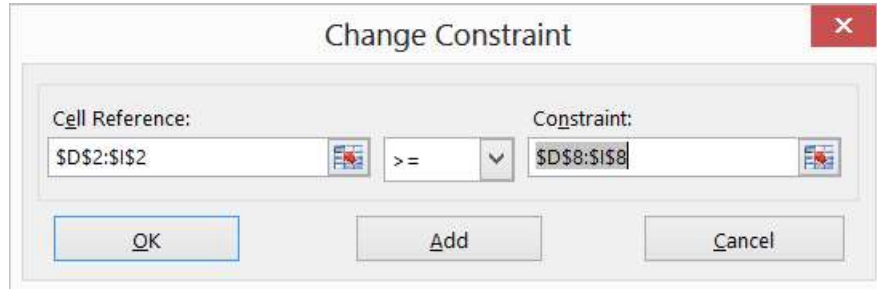 Change Constraint
Cell Reference: Constraint:
$D$2:$I$2 >= $D$8:$I$8
OK Add Cancel